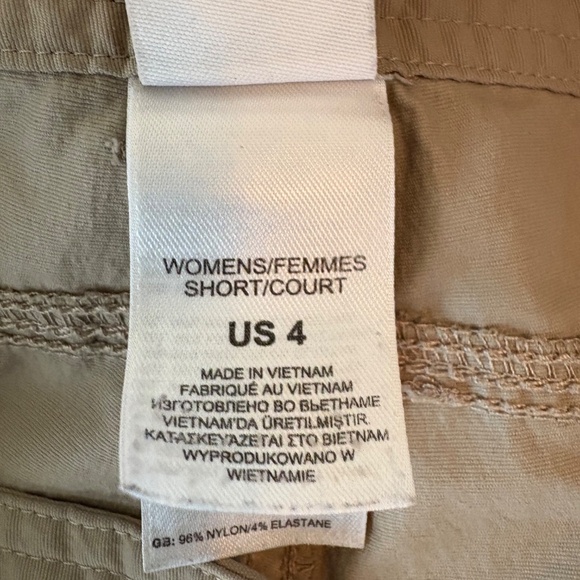 WOMENS/FEMMES
SHORT/COURT
US 4
MADE IN VIETNAM
FABRIQUÉ AU VIETNAM
ИЗГОТОВЛЕНО ВО ВЬЕТНАМЕ
VIETNAM'DA ÜRETILMIŞTIR.
ΚΑΤΑΣΚΕΥΑΖΕΤΑΙ ΣΤΟ ΒΙΕΤΝΑΜ
WYPRODUKOWANO W
WIETNAMIE
GB: 96% NYLON/4% ELASTANE